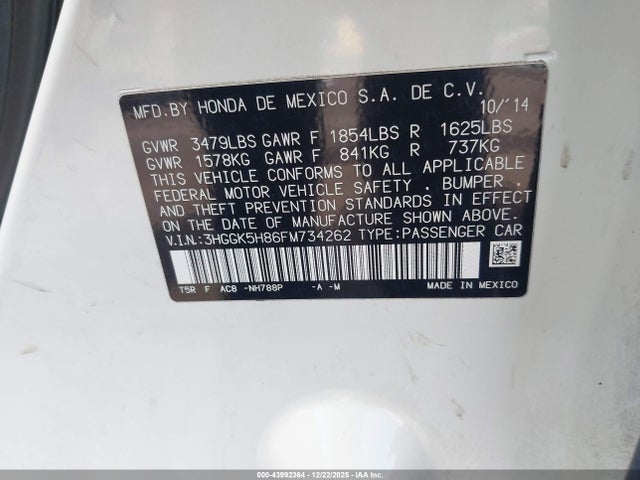 MFD.BY HONDA DE MEXICO S.A. DE C.V.
10/'14
GVWR 3479LBS GAWR F 1854LBS R 1625LBS
GVWR 1578KG GAWR F 841KG R 737KG
THIS VEHICLE CONFORMS TO ALL APPLICABLE
FEDERAL MOTOR VEHICLE SAFETY , BUMPER ,
AND THEFT PREVENTION STANDARDS IN EFFECT
ON THE DATE OF MANUFACTURE SHOWN ABOVE.
V.I.N.:3HGGK5H86FM734262 TYPE:PASSENGER CAR
T5R F AC8 -NH788P -A -M MADE IN MEXICO
000-43992364 - 12/22/2025 - IAA Inc.